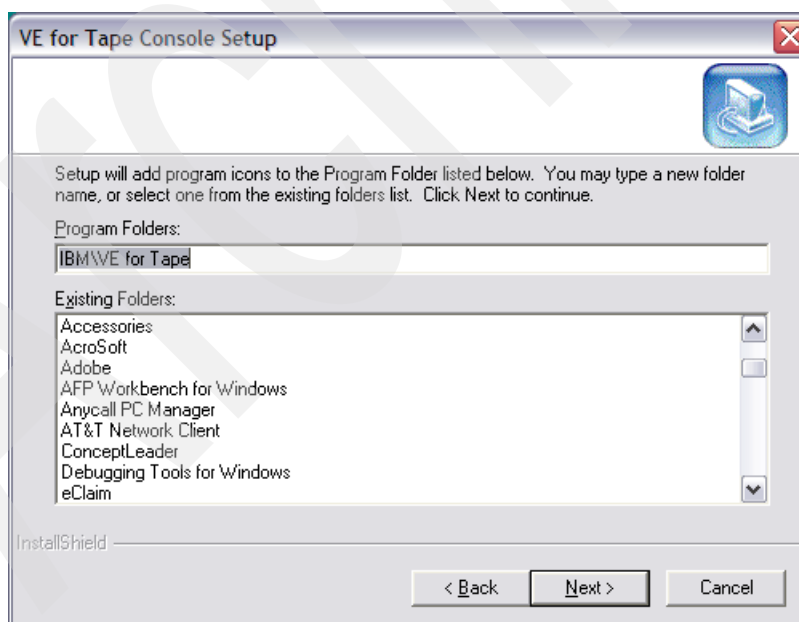 VE for Tape Console Setup
Setup will add program icons to the Program Folder listed below. You may type a new folder
name, or select one from the existing folders list. Click Next to continue.
Program Folders:
IBM\VE for Tape
Existing Folders:
Accessories
AcroSoft
Adobe
AFP Workbench for Windows
Anycall PC Manager
AT&T Network Client
ConceptLeader
Debugging Tools for Windows
eClaim
InstallShield
< Back Next > Cancel